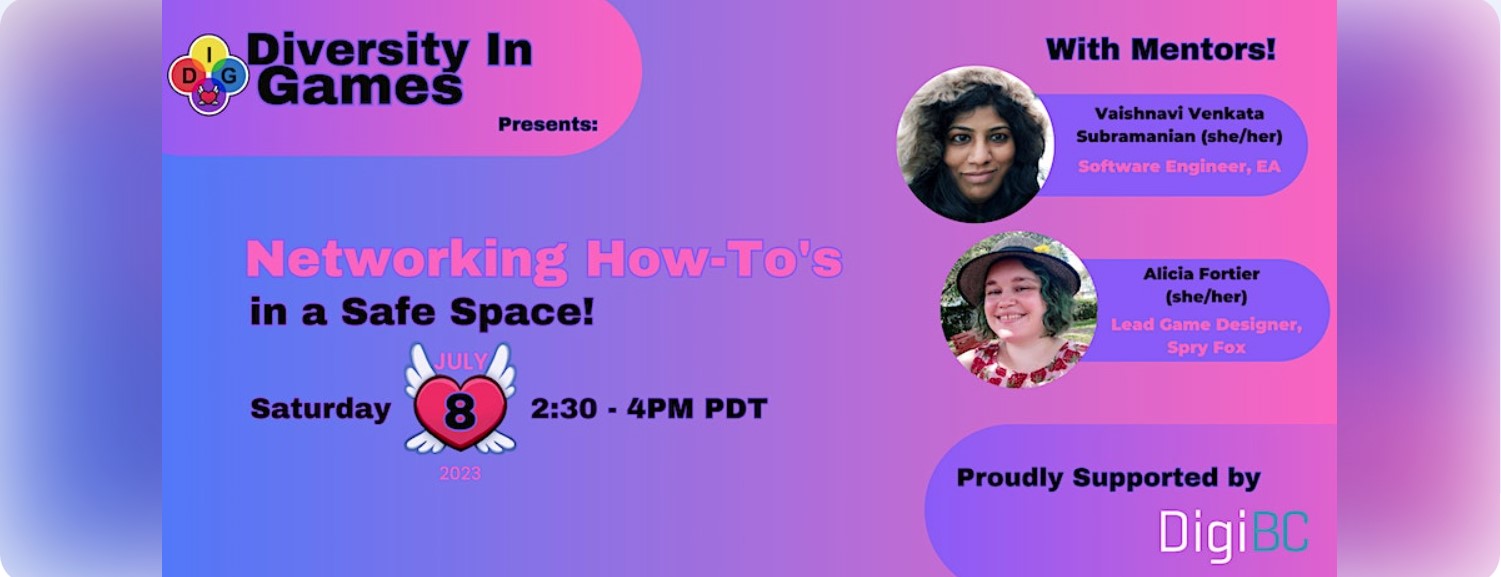 I
D G
Diversity In
Games
Presents:
Networking How-To's
in a Safe Space!
JULY
Saturday 8 2:30 - 4PM PDT
2023
With Mentors!
Vaishnavi Venkata
Subramanian (she/her)
Software Engineer, EA
Alicia Fortier
(she/her)
Lead Game Designer,
Spry Fox
Proudly Supported by
DigiBC